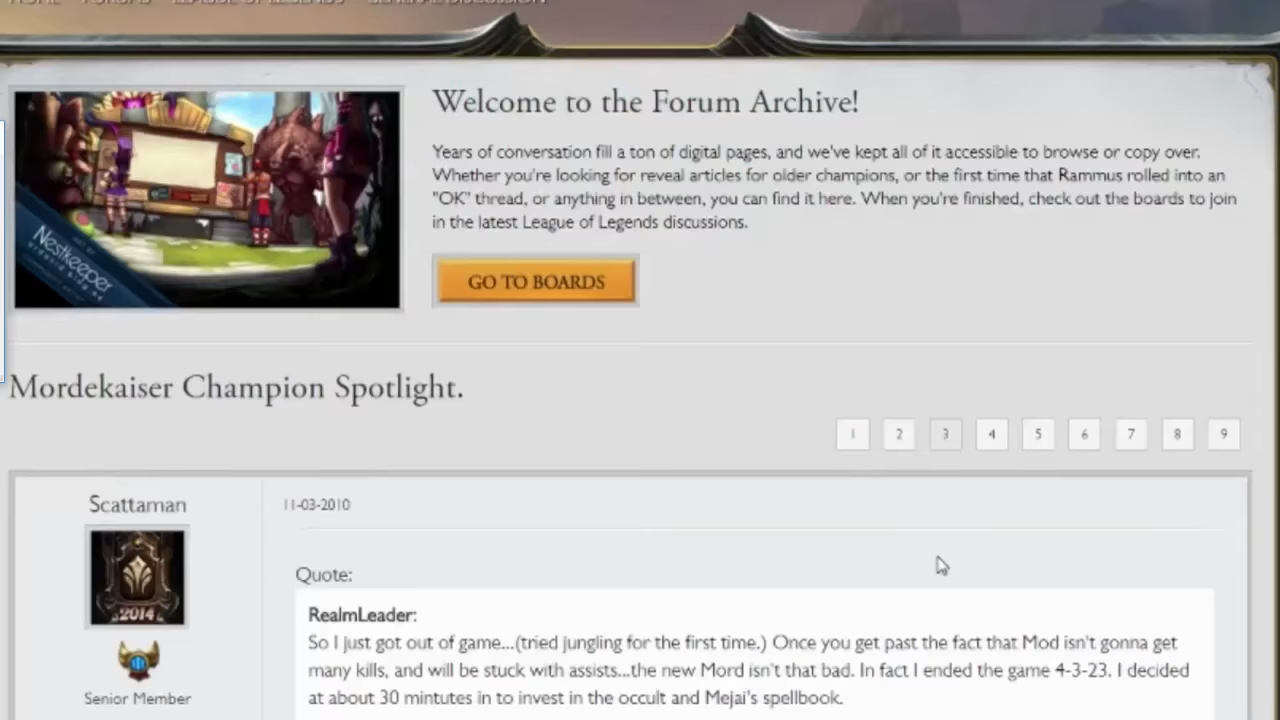 HOME FORUMS LEAGUE OF LEGENDS GENERAL DISCUSSION
Welcome to the Forum Archive!
Years of conversation fill a ton of digital pages, and we've kept all of it accessible to browse or copy over.
Whether you're looking for reveal articles for older champions, or the first time that Rammus rolled into an
"OK" thread, or anything in between, you can find it here. When you're finished, check out the boards to join
in the latest League of Legends discussions.
Nestkeeper
GO TO BOARDS
Mordekaiser Champion Spotlight.
1 2 3 4 5 6 7 8 9
Scattaman
11-03-2010
2014
Senior Member
Quote:
RealmLeader:
So I just got out of game...(tried jungling for the first time.) Once you get past the fact that Mod isn't gonna get
many kills, and will be stuck with assists...the new Mord isn't that bad. In fact I ended the game 4-3-23. I decided
at about 30 mintutes in to invest in the occult and Mejai's spellbook.